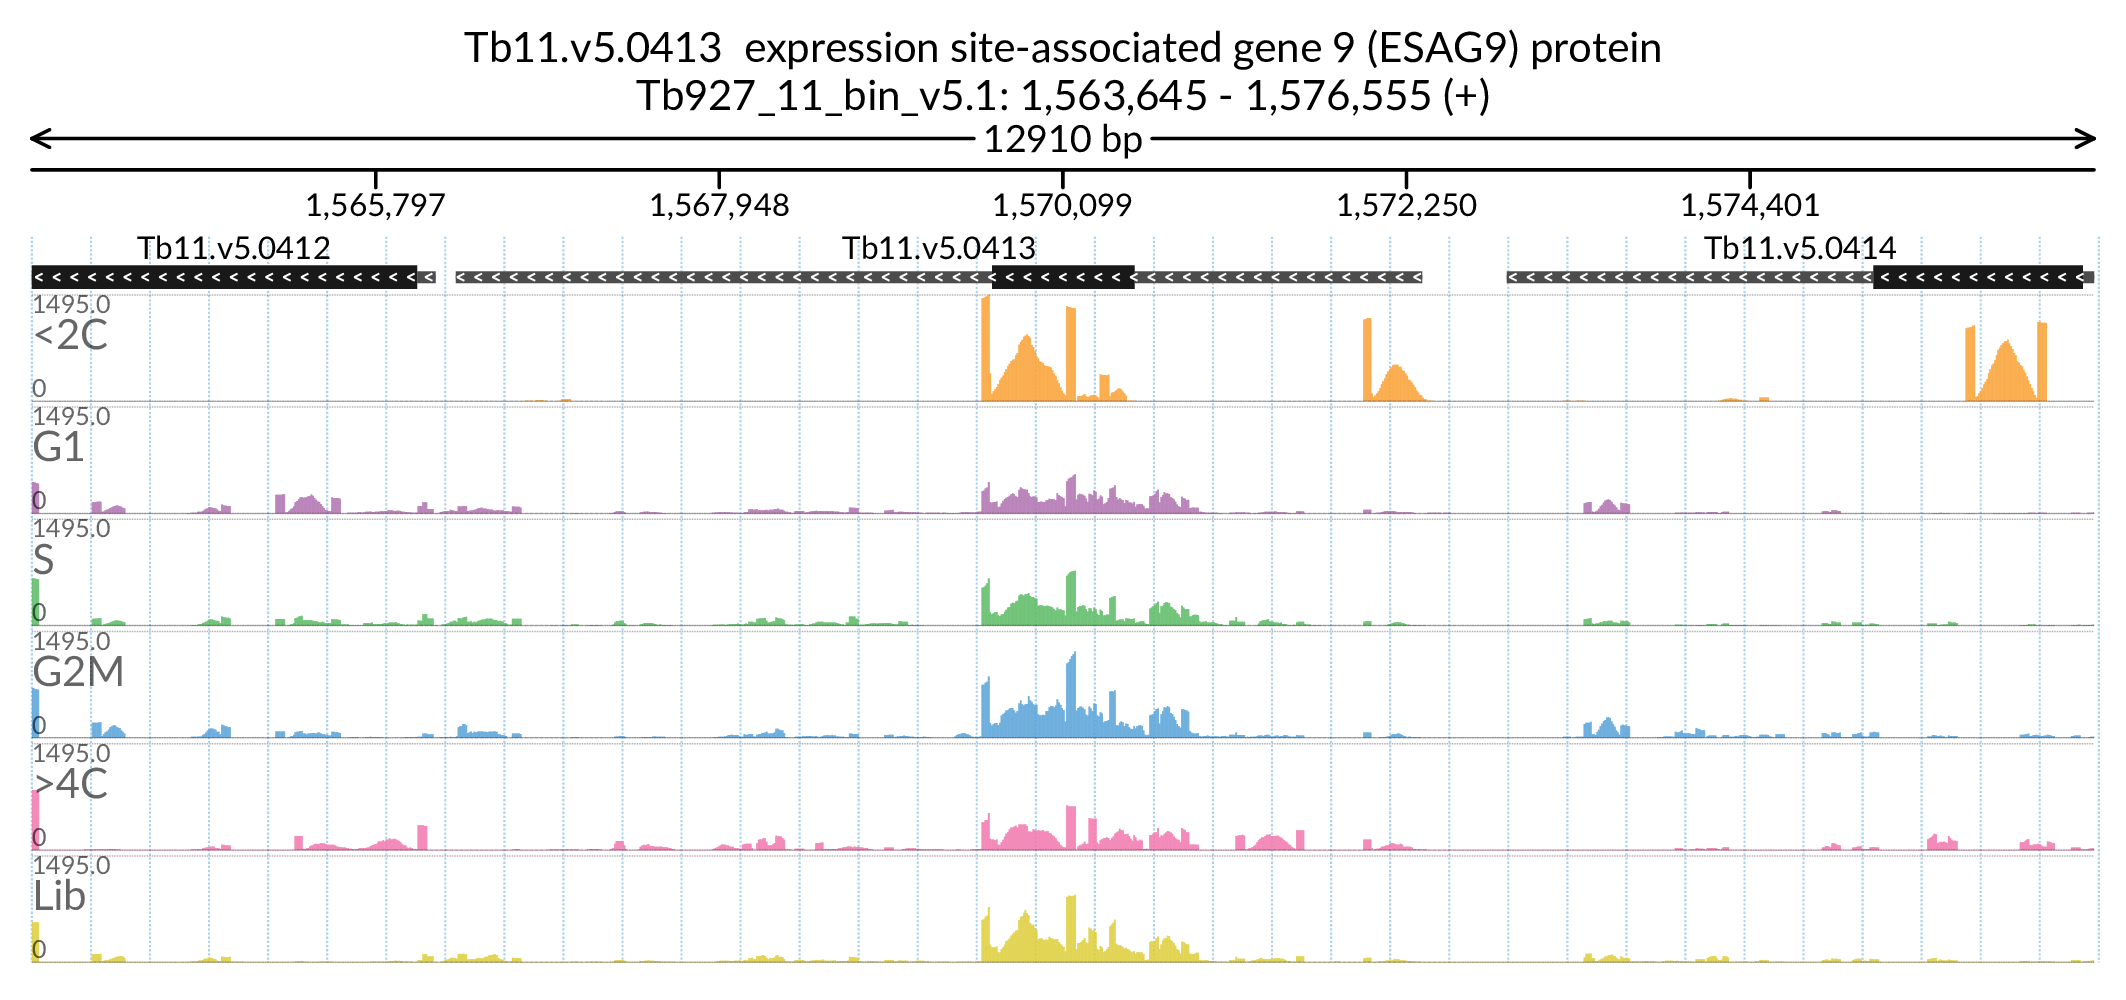 Tb11.v5.0413 expression site-associated gene 9 (ESAG9) protein
Tb927_11_bin_v5.1: 1,563,645 - 1,576,555 (+)
12910 bp
1,565,797 1,567,948 1,570,099 1,572,250 1,574,401
Tb11.v5.0412 Tb11.v5.0413 Tb11.v5.0414
1495.0
<2C
0
1495.0
G1
0
1495.0
S
0
1495.0
G2M
0
1495.0
>4C
0
1495.0
Lib
0